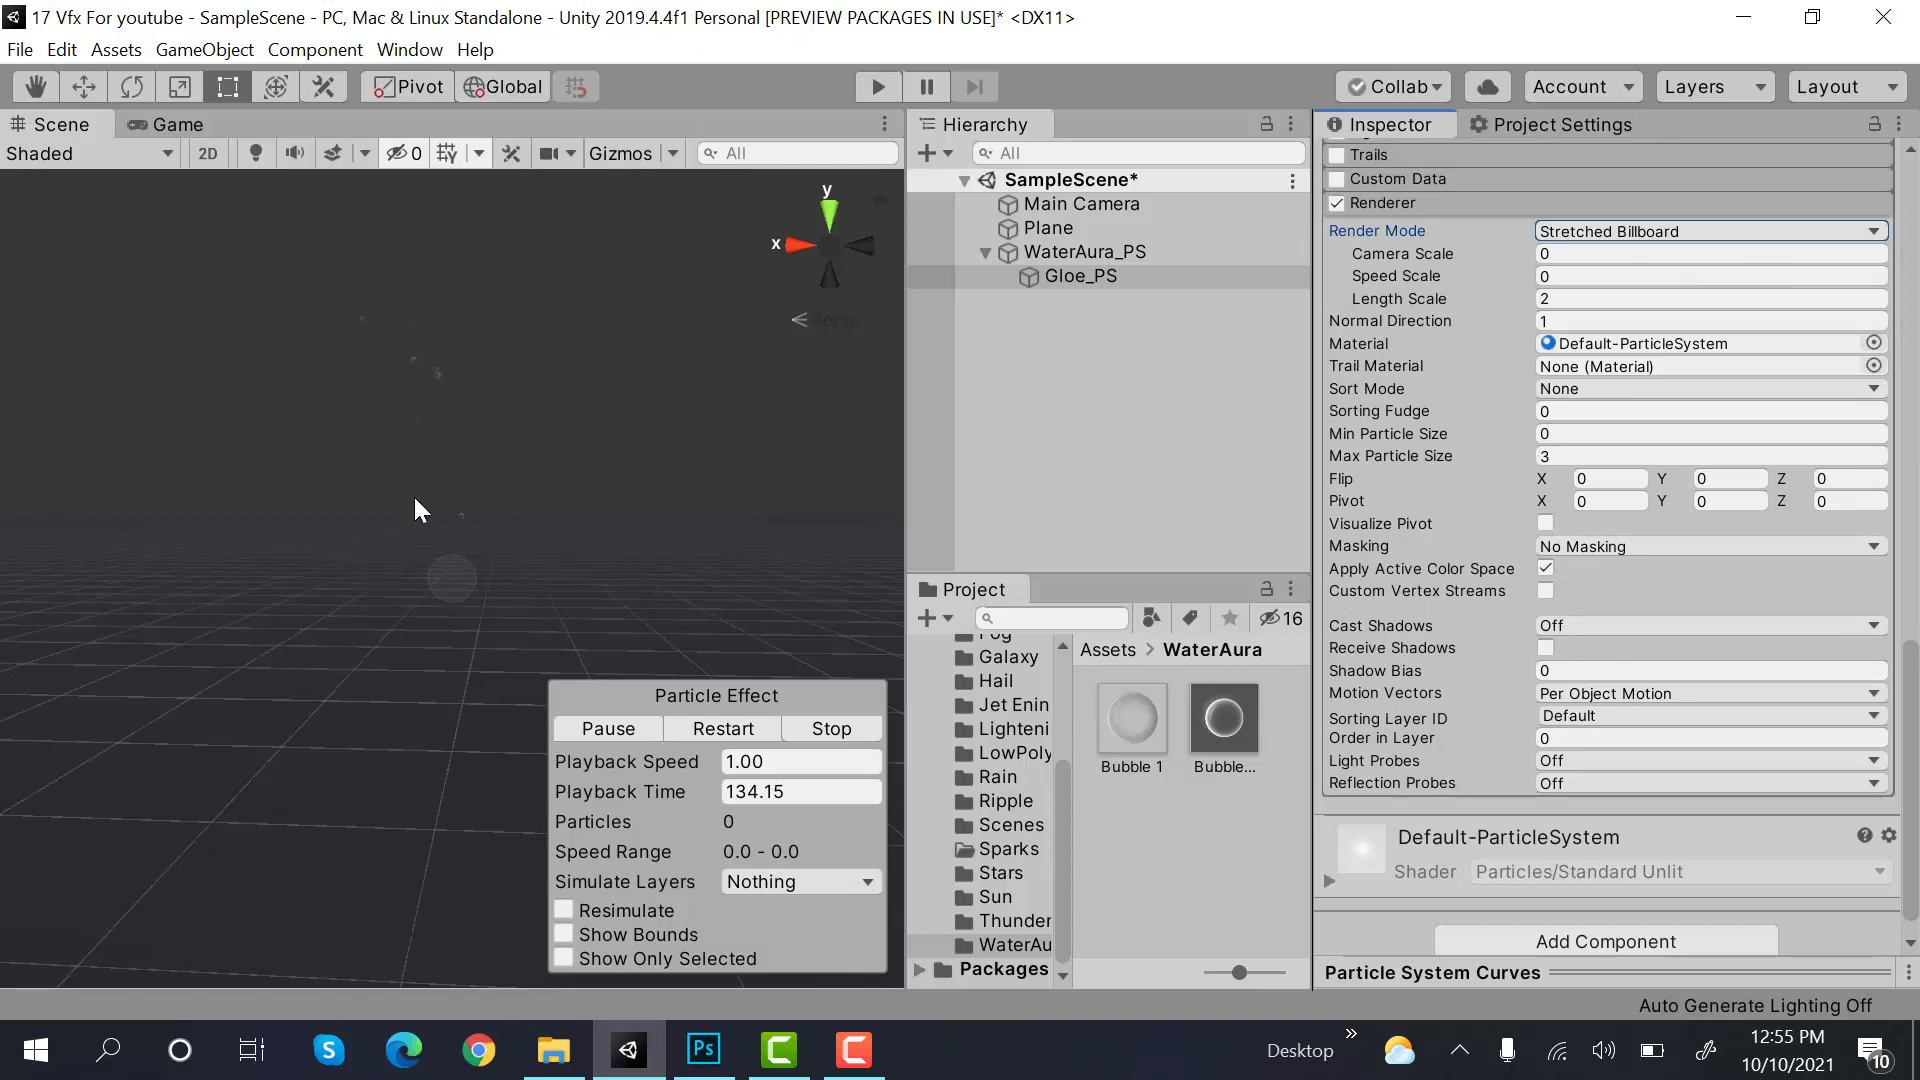 17 Vfx For youtube - SampleScene - PC, Mac & Linux Standalone - Unity 2019.4.4f1 Personal [PREVIEW PACKAGES IN USE]* <DX11>
File Edit Assets GameObject Component Window Help
Pivot Global Collab Account Layers Layout
Scene Game
Shaded 2D 0 Gizmos All
y
x
Persp
Particle Effect
Pause Restart Stop
Playback Speed 1.00
Playback Time 134.15
Particles 0
Speed Range 0.0 - 0.0
Simulate Layers Nothing
Resimulate
Show Bounds
Show Only Selected
Hierarchy
All
SampleScene*
Main Camera
Plane
WaterAura_PS
Gloe_PS
Project
16
Fog
Galaxy
Hail
Jet Enin
Lighteni
LowPoly
Rain
Ripple
Scenes
Sparks
Stars
Sun
Thunder
WaterAu
Packages
Assets > WaterAura
Bubble 1 Bubble...
Inspector Project Settings
Trails
Custom Data
Renderer
Render Mode Stretched Billboard
Camera Scale 0
Speed Scale 0
Length Scale 2
Normal Direction 1
Material Default-ParticleSystem
Trail Material None (Material)
Sort Mode None
Sorting Fudge 0
Min Particle Size 0
Max Particle Size 3
Flip X 0 Y 0 Z 0
Pivot X 0 Y 0 Z 0
Visualize Pivot
Masking No Masking
Apply Active Color Space
Custom Vertex Streams
Cast Shadows Off
Receive Shadows
Shadow Bias 0
Motion Vectors Per Object Motion
Sorting Layer ID Default
Order in Layer 0
Light Probes Off
Reflection Probes Off
Default-ParticleSystem
Shader Particles/Standard Unlit
Add Component
Particle System Curves
Auto Generate Lighting Off
Desktop
12:55 PM
10/10/2021
10